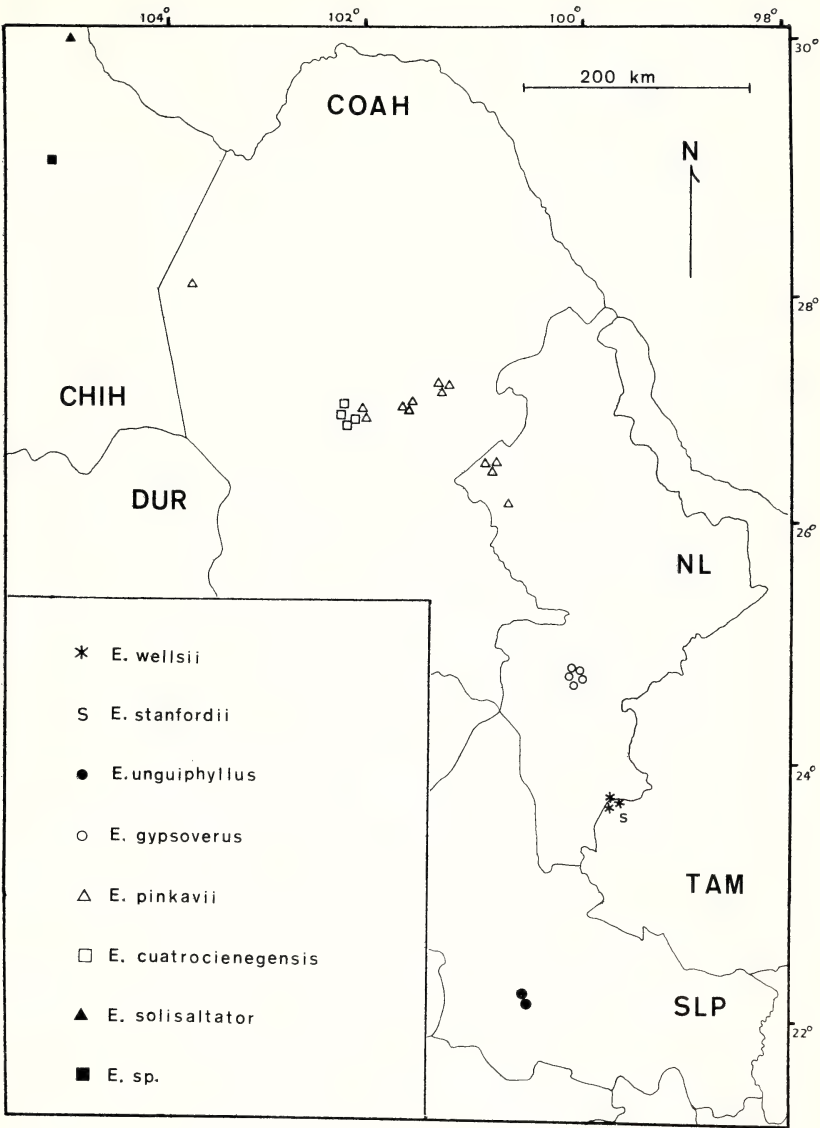 104° 102° 100° 98°
30°
200 km
COAH
N
28°
CHIH
DUR
26°
NL
E. wellsii
S E. stanfordii
E. unguiphyllus
24°
S
E. gypsoverus
TAM
E. pinkavii
E. cuatrocienegensis
SLP
E. solisaltator
22°
E. sp.